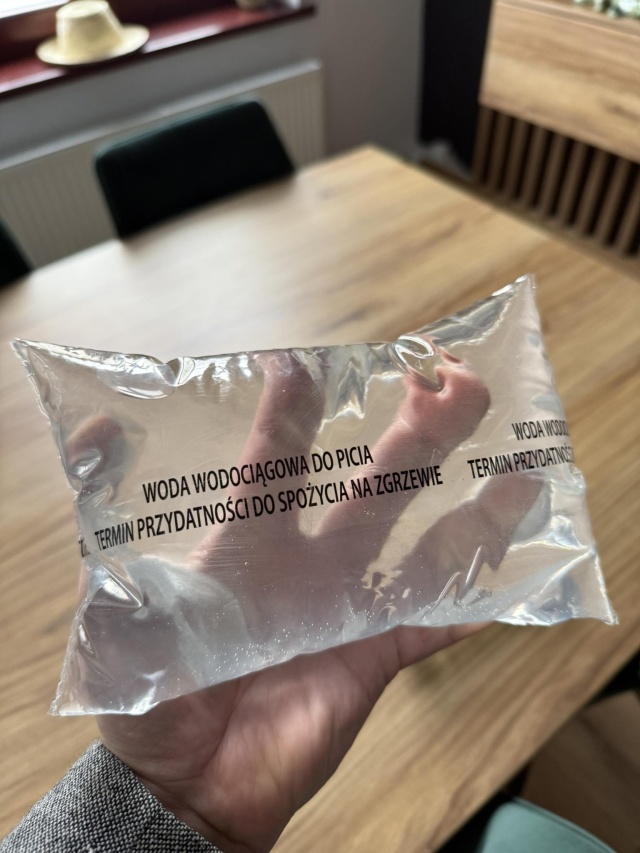 WODA WODOCIĄGOWA DO PICIA
TERMIN PRZYDATNOŚCI DO SPOŻYCIA NA ZGRZEWIE
WODA
TERMIN